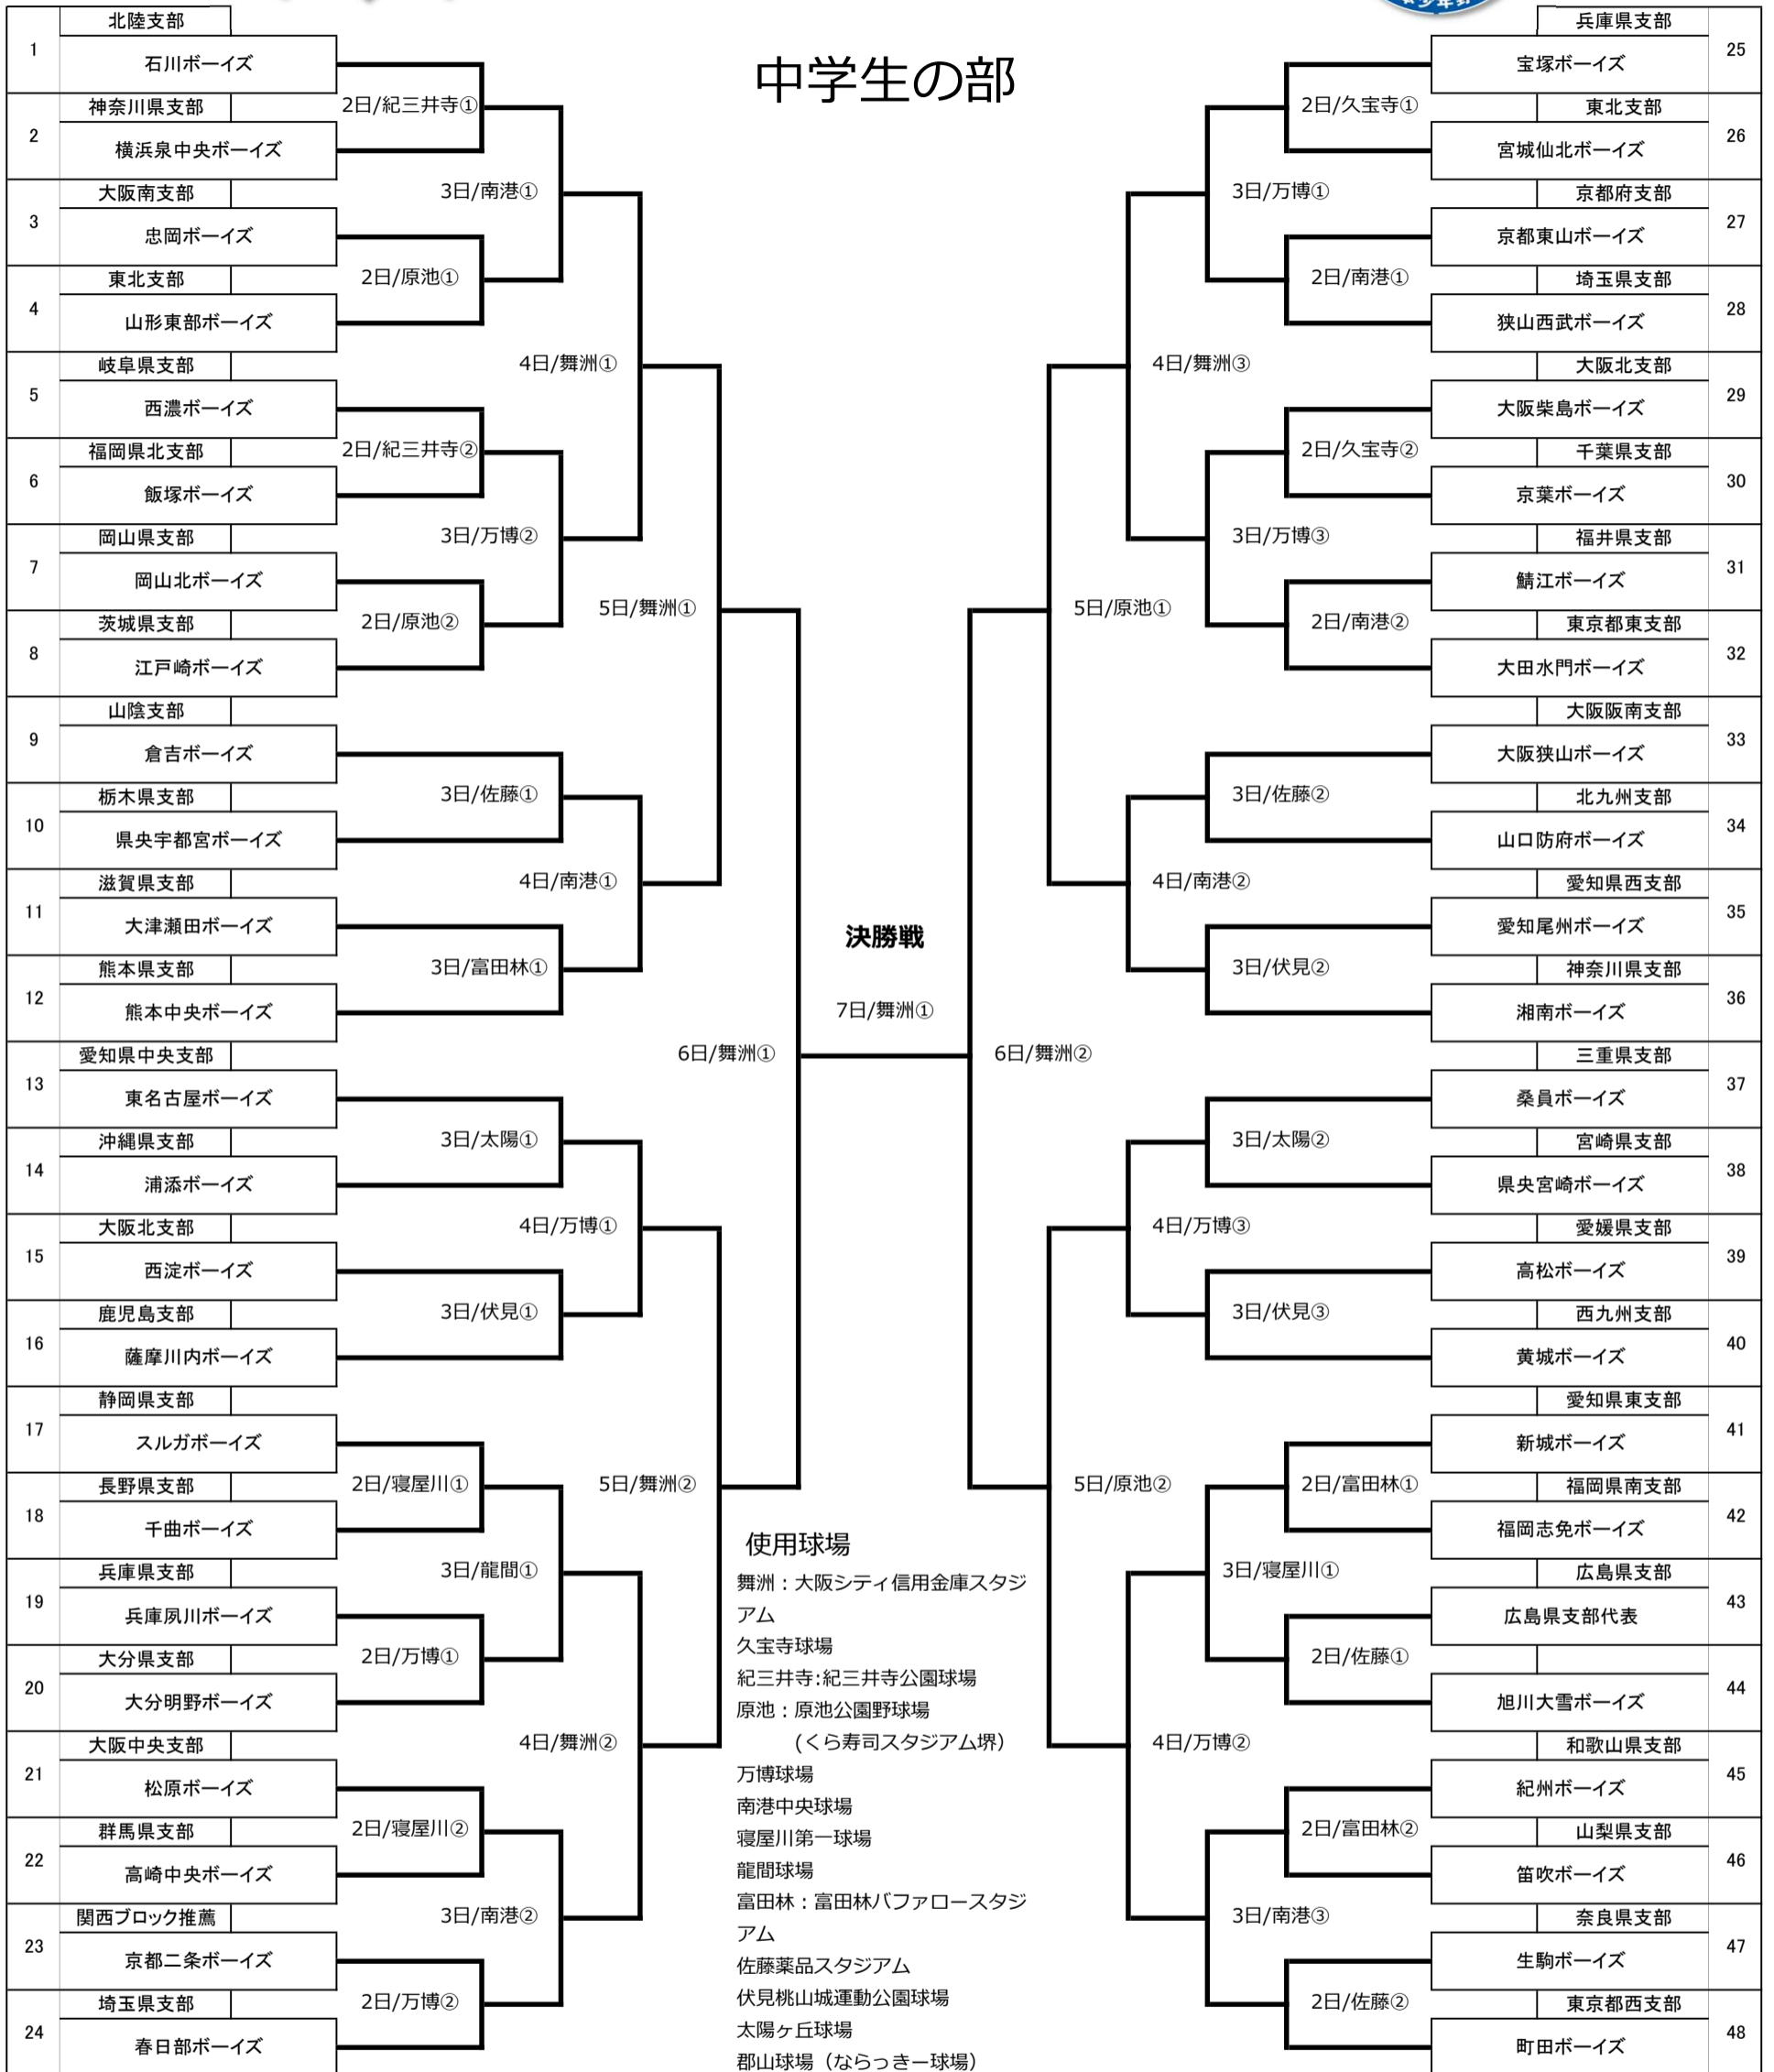 中学生の部
1
北陸支部
石川ボーイズ
2
神奈川県支部
横浜泉中央ボーイズ
3
大阪南支部
忠岡ボーイズ
4
東北支部
山形東部ボーイズ
5
岐阜県支部
西濃ボーイズ
6
福岡県北支部
飯塚ボーイズ
7
岡山県支部
岡山北ボーイズ
8
茨城県支部
江戸崎ボーイズ
9
山陰支部
倉吉ボーイズ
10
栃木県支部
県央宇都宮ボーイズ
11
滋賀県支部
大津瀬田ボーイズ
12
熊本県支部
熊本中央ボーイズ
13
愛知県中央支部
東名古屋ボーイズ
14
沖縄県支部
浦添ボーイズ
15
大阪北支部
西淀ボーイズ
16
鹿児島支部
薩摩川内ボーイズ
17
静岡県支部
スルガボーイズ
18
長野県支部
千曲ボーイズ
19
兵庫県支部
兵庫夙川ボーイズ
20
大分県支部
大分明野ボーイズ
21
大阪中央支部
松原ボーイズ
22
群馬県支部
高崎中央ボーイズ
23
関西ブロック推薦
京都二条ボーイズ
24
埼玉県支部
春日部ボーイズ
2日/紀三井寺①
2日/原池①
2日/紀三井寺②
2日/原池②
2日/寝屋川①
2日/万博①
2日/寝屋川②
2日/万博②
3日/南港①
3日/万博②
3日/佐藤①
3日/富田林①
3日/太陽①
3日/伏見①
3日/龍間①
3日/南港②
4日/舞洲①
4日/南港①
4日/万博①
4日/舞洲②
5日/舞洲①
5日/舞洲②
6日/舞洲①
決勝戦
7日/舞洲①
6日/舞洲②
5日/原池①
5日/原池②
4日/舞洲③
4日/南港②
4日/万博③
4日/万博②
3日/万博①
3日/万博③
3日/佐藤②
3日/伏見②
3日/太陽②
3日/伏見③
3日/寝屋川①
3日/南港③
2日/久宝寺①
2日/南港①
2日/久宝寺②
2日/南港②
2日/富田林①
2日/佐藤①
2日/富田林②
2日/佐藤②
兵庫県支部
宝塚ボーイズ
25
東北支部
宮城仙北ボーイズ
26
京都府支部
京都東山ボーイズ
27
埼玉県支部
狭山西武ボーイズ
28
大阪北支部
大阪柴島ボーイズ
29
千葉県支部
京葉ボーイズ
30
福井県支部
鯖江ボーイズ
31
東京都東支部
大田水門ボーイズ
32
大阪阪南支部
大阪狭山ボーイズ
33
北九州支部
山口防府ボーイズ
34
愛知県西支部
愛知尾州ボーイズ
35
神奈川県支部
湘南ボーイズ
36
三重県支部
桑員ボーイズ
37
宮崎県支部
県央宮崎ボーイズ
38
愛媛県支部
高松ボーイズ
39
西九州支部
黄城ボーイズ
40
愛知県東支部
新城ボーイズ
41
福岡県南支部
福岡志免ボーイズ
42
広島県支部
広島県支部代表
43
旭川大雪ボーイズ
44
和歌山県支部
紀州ボーイズ
45
山梨県支部
笛吹ボーイズ
46
奈良県支部
生駒ボーイズ
47
東京都西支部
町田ボーイズ
48
使用球場
舞洲：大阪シティ信用金庫スタジ
アム
久宝寺球場
紀三井寺:紀三井寺公園球場
原池：原池公園野球場
(くら寿司スタジアム堺）
万博球場
南港中央球場
寝屋川第一球場
龍間球場
富田林：富田林バファロースタジ
アム
佐藤薬品スタジアム
伏見桃山城運動公園球場
太陽ヶ丘球場
郡山球場（ならっきー球場）